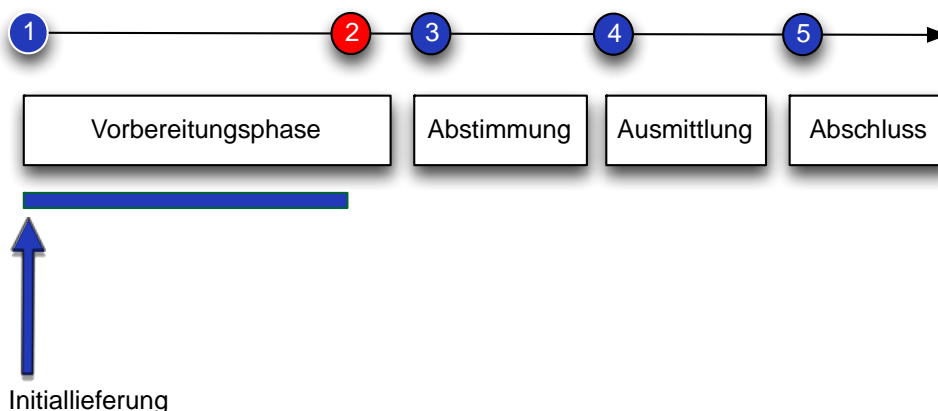 1 2 3 4 5
Vorbereitungsphase Abstimmung Ausmittlung Abschluss
Initiallieferung